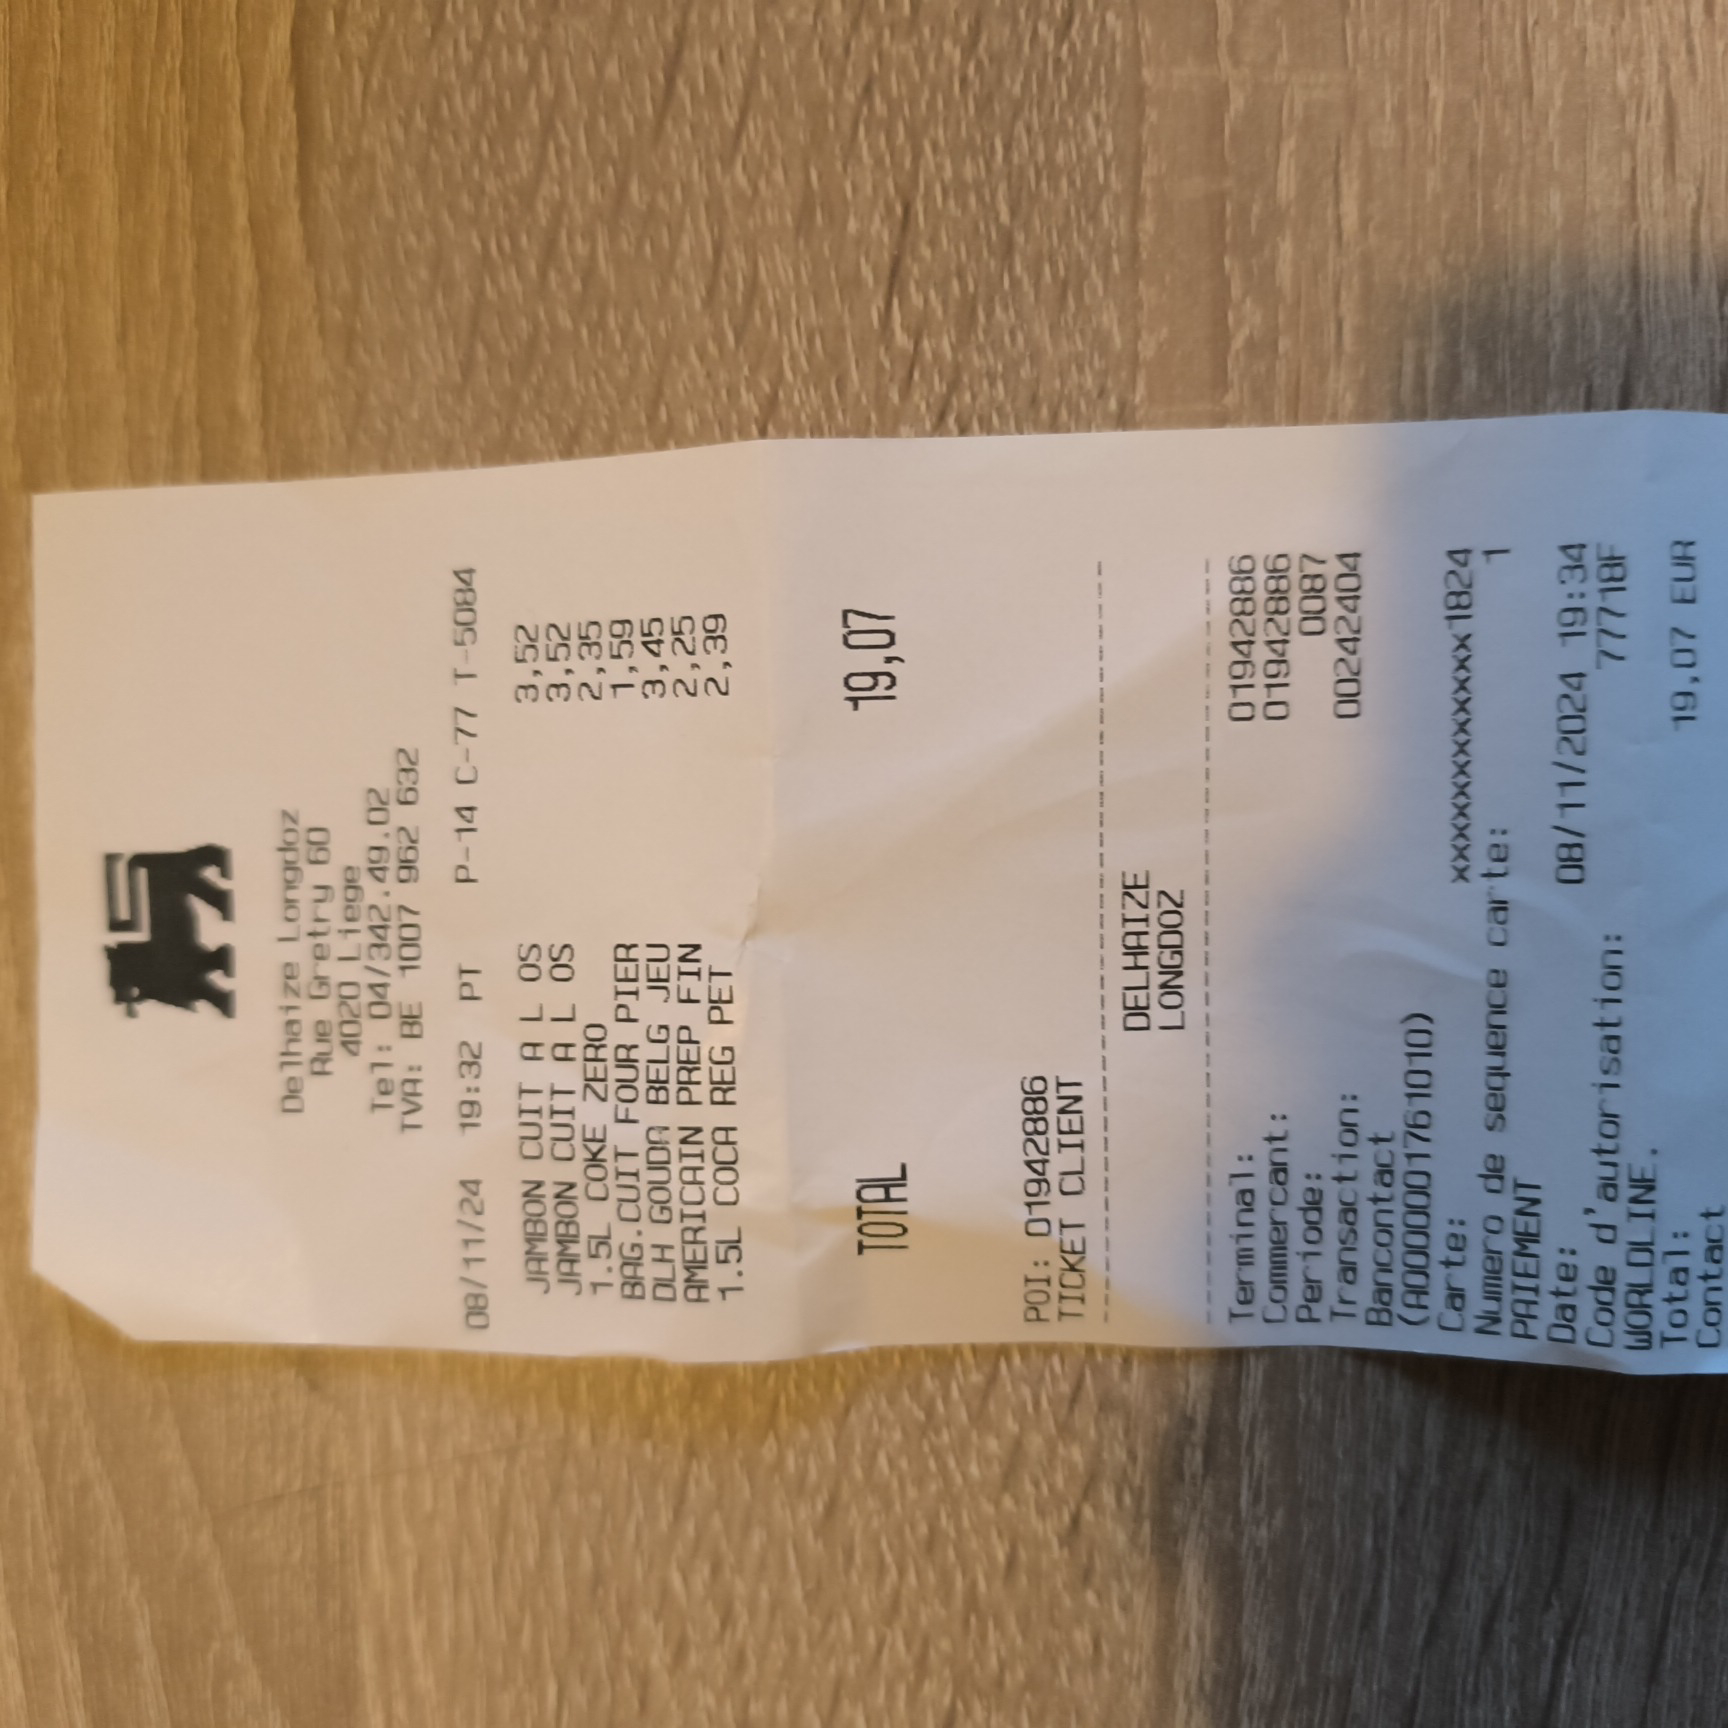 Delhaize Longdoz
Rue Gretry 60
4020 Liege
Tel: 04/342.49.02
TVA: BE 1007 962 632
08/11/24 19:32 PT P-14 C-77 T-5084
JAMBON CUIT A L OS 3,52
JAMBON CUIT A L OS 3,52
1.5L COKE ZERO 2,35
BAG.CUIT FOUR PIER 1,59
DLH GOUDA BELG JEU 3,45
AMERICAIN PREP FIN 2,25
1.5L COCA REG PET 2,39
TOTAL 19,07
POI: 01942886
TICKET CLIENT
DELHAIZE
LONGDOZ
Terminal: 01942886
Commercant: 01942886
Periode: 0087
Transaction: 00242404
Bancontact
(A0000001761010)
Carte: xxxxxxxxxxxxx1824
Numero de sequence carte: 1
PAIEMENT
Date: 08/11/2024 19:34
Code d'autorisation: 77718F
WORLDLINE.
Total: 19,07 EUR
Contact